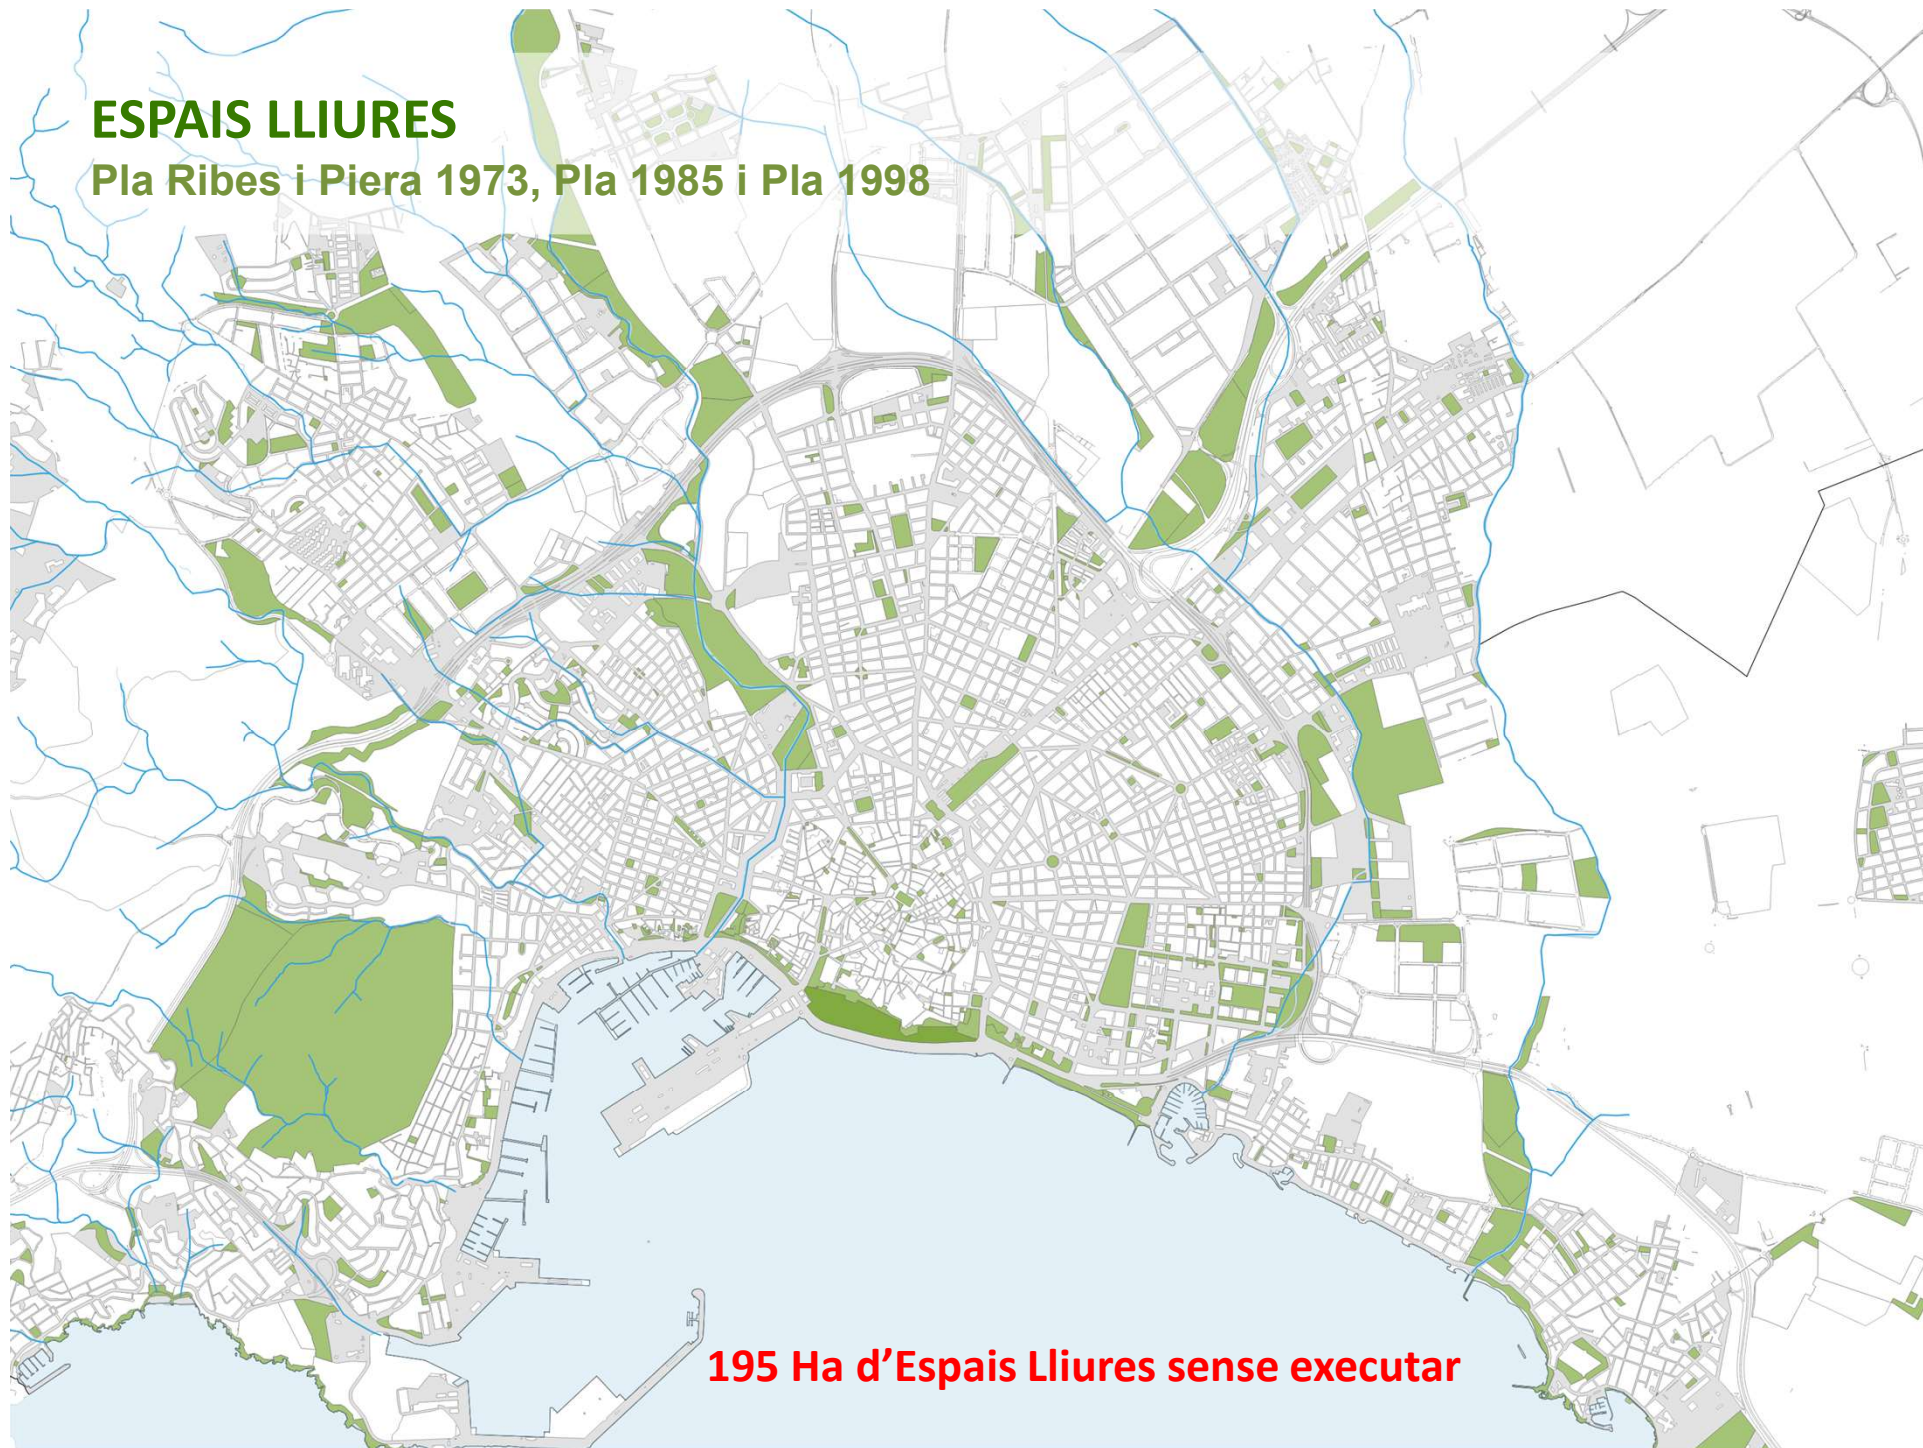 ESPAIS LLIURES
Pla Ribes i Piera 1973, Pla 1985 i Pla 1998
195 Ha d’Espais Lliures sense executar